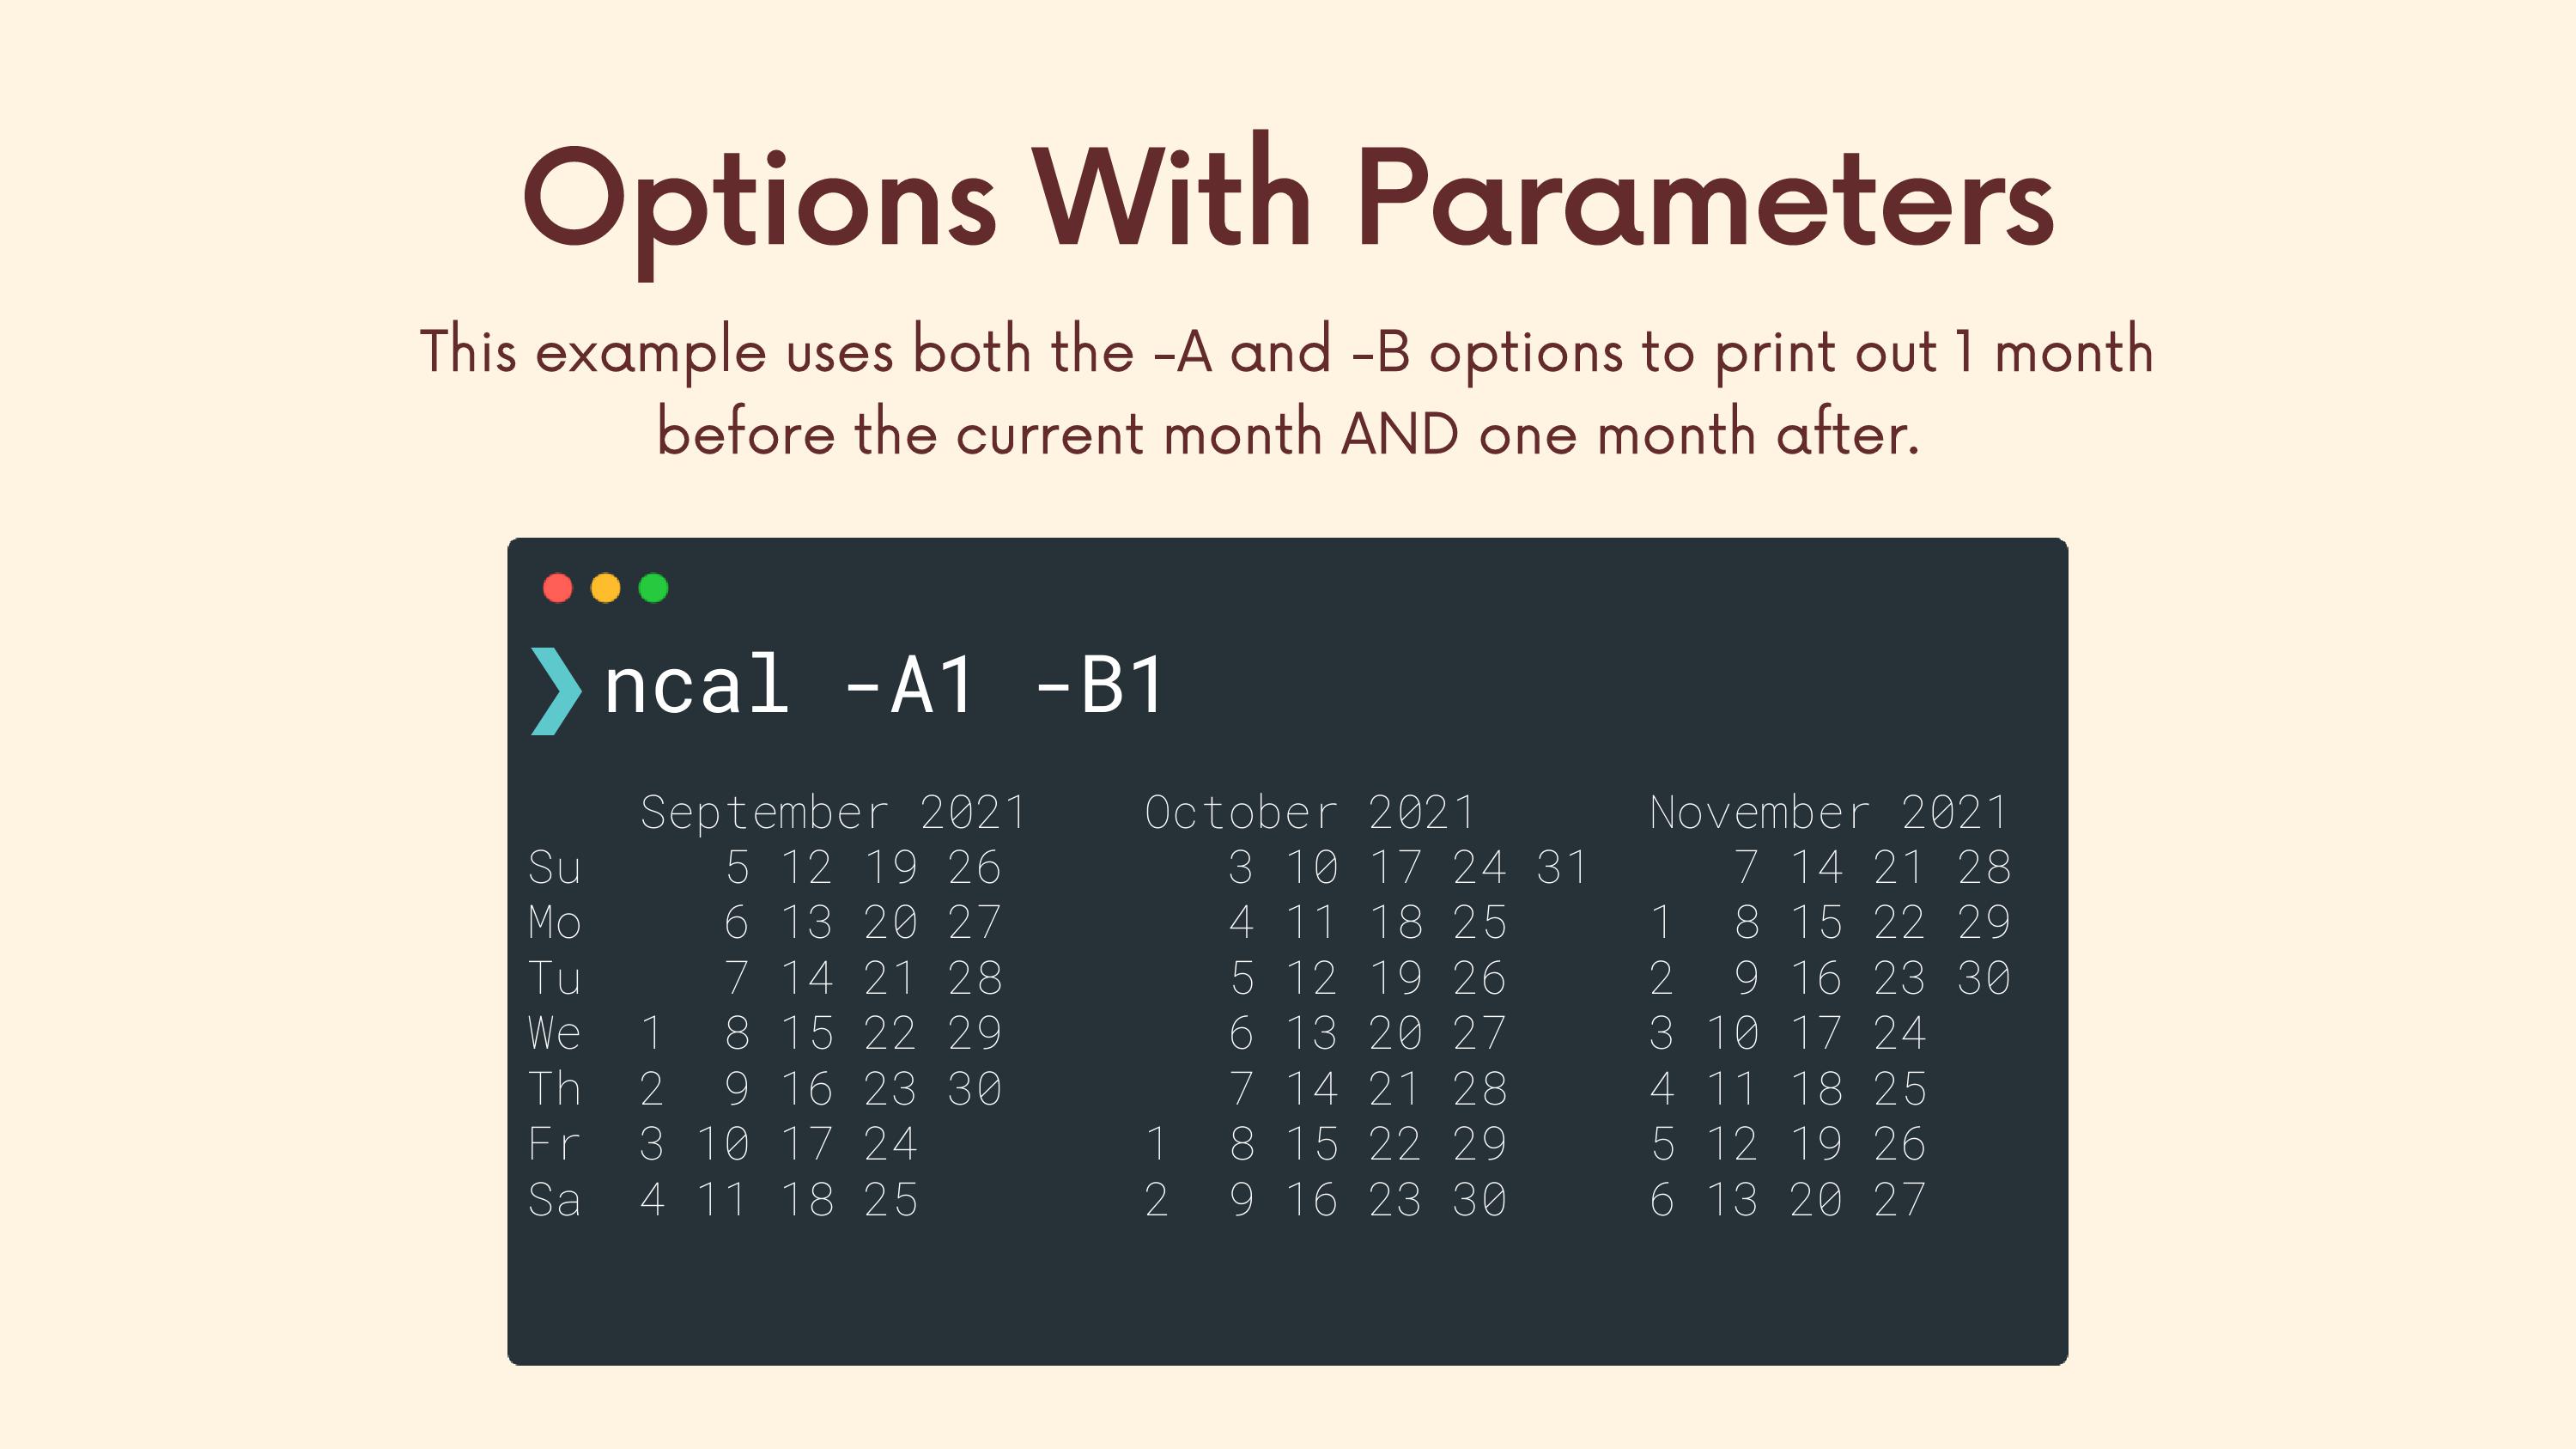 Options With Parameters
This example uses both the -A and -B options to print out 1 month
before the current month AND one month after.
❯ ncal -A1 -B1
    September 2021    October 2021      November 2021
Su     5 12 19 26        3 10 17 24 31     7 14 21 28
Mo     6 13 20 27        4 11 18 25     1  8 15 22 29
Tu     7 14 21 28        5 12 19 26     2  9 16 23 30
We  1  8 15 22 29        6 13 20 27     3 10 17 24
Th  2  9 16 23 30        7 14 21 28     4 11 18 25
Fr  3 10 17 24        1  8 15 22 29     5 12 19 26
Sa  4 11 18 25        2  9 16 23 30     6 13 20 27